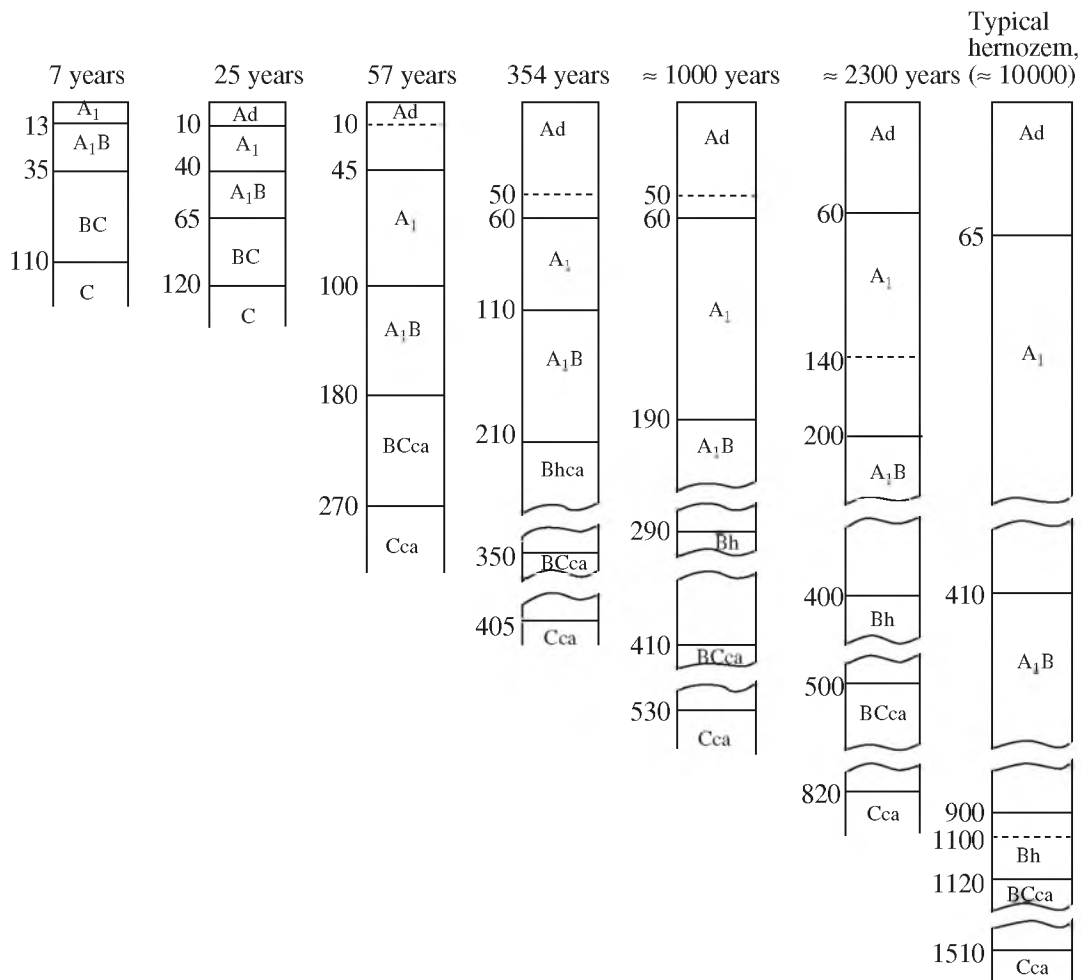 7 years
A₁
13
A₁B
35
BC
110
C
25 years
10
A₁
40
A₁B
65
BC
120
C
57 years
Ad
10
45
A₁
100
A₁B
180
BCca
270
Cca
354 years
Ad
50
60
A₁
110
A₁B
210
Bhca
350
BCca
405
Cca
≈ 1000 years
Ad
50
60
A₁
190
A₁B
290
Bh
410
BCca
530
Cca
≈ 2300 years
Ad
60
A₁
140
200
A₁B
400
Bh
500
BCca
820
Cca
Typical
hernozem,
(≈ 10000)
65
A₁
410
A₁B
900
1100
Bh
1120
BCca
1510
Cca